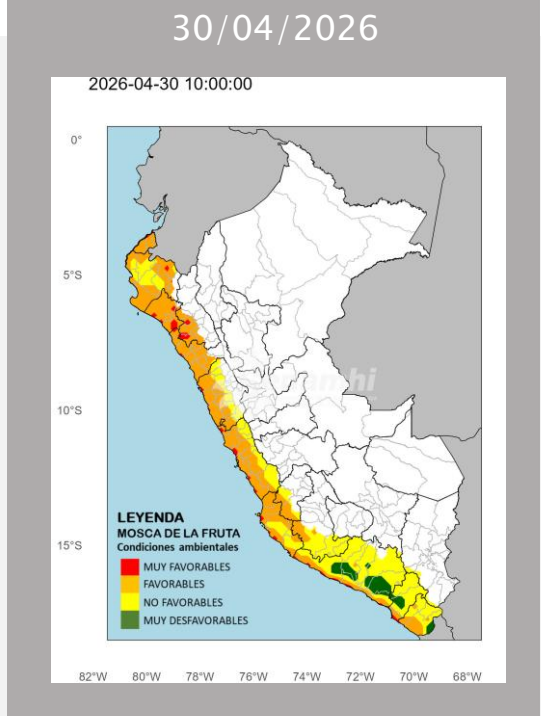 30/04/2026
2026-04-30 10:00:00
0°
5°S
10°S
15°S
LEYENDA
MOSCA DE LA FRUTA
Condiciones ambientales
MUY FAVORABLES
FAVORABLES
NO FAVORABLES
MUY DESFAVORABLES
82°W 80°W 78°W 76°W 74°W 72°W 70°W 68°W